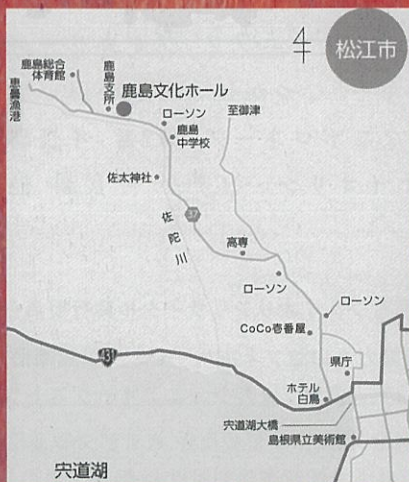 松江市
鹿島総合
体育館
恵曇漁港
鹿島支所
鹿島文化ホール
ローソン
鹿島
中学校
至御津
佐太神社
37
佐陀川
高専
ローソン
ローソン
CoCo壱番屋
431
県庁
ホテル
白鳥
宍道湖大橋
島根県立美術館
宍道湖